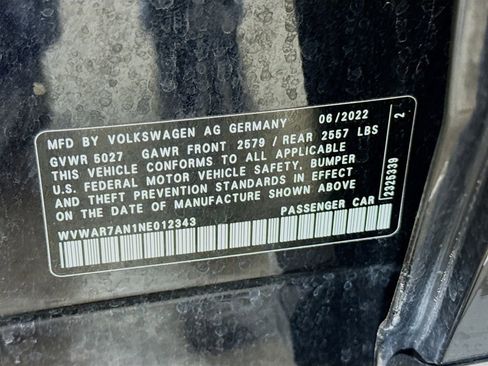 MFD BY VOLKSWAGEN AG GERMANY 06/2022
GVWR 5027 GAWR FRONT 2579 / REAR 2557 LBS
THIS VEHICLE CONFORMS TO ALL APPLICABLE
U.S. FEDERAL MOTOR VEHICLE SAFETY, BUMPER
AND THEFT PREVENTION STANDARDS IN EFFECT
ON THE DATE OF MANUFACTURE SHOWN ABOVE
WVWAR7AN1NE012343 PASSENGER CAR
2325339 2